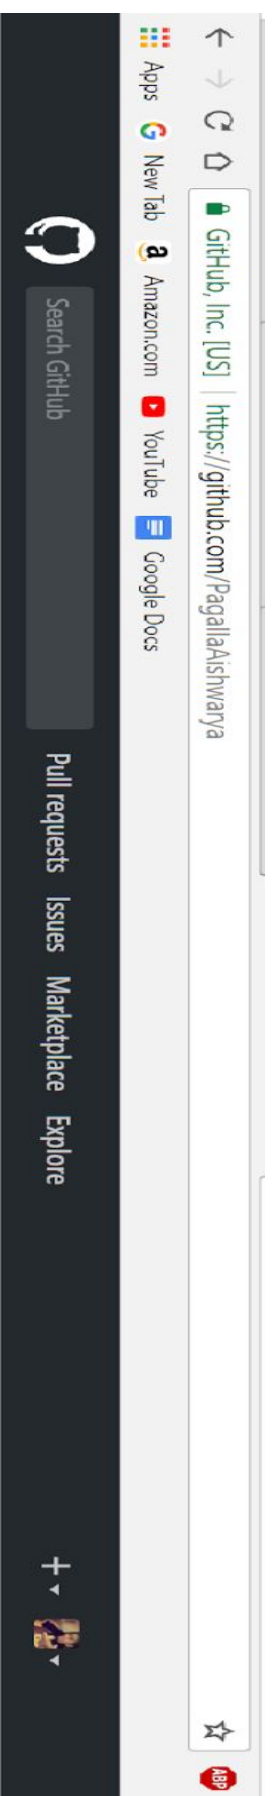 GitHub, Inc. [US] | https://github.com/PagallaAishwarya
ABP
Apps New Tab Amazon.com YouTube Google Docs
Search GitHub Pull requests Issues Marketplace Explore